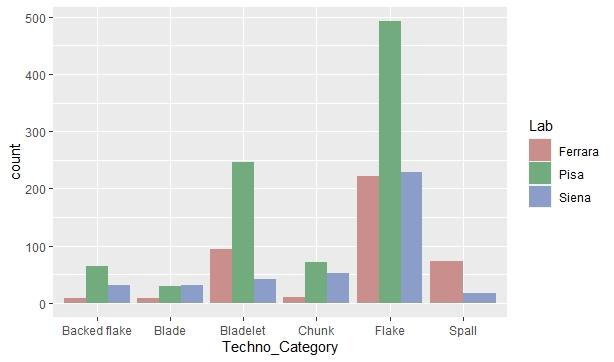 500
400
300
200
100
0
count
Backed flake Blade Bladelet Chunk Flake Spall
Techno_Category
Lab
Ferrara
Pisa
Siena